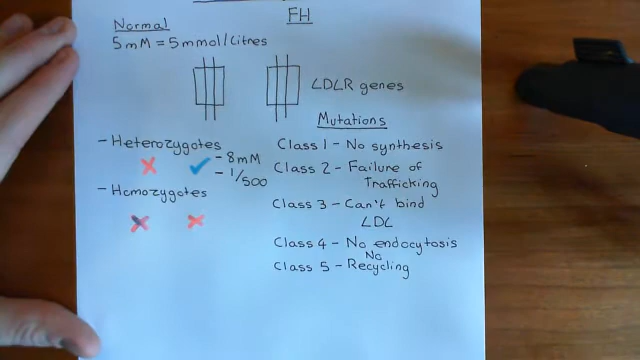 FH
Normal
5mM = 5mmol/Litres
LDLR genes
Mutations
- Heterozygotes
- 8mM
- 1/500
- Homozygotes
Class 1 - No synthesis
Class 2 - Failure of
Trafficking
Class 3 - Can't bind
LDL
Class 4 - No endocytosis
No
Class 5 - Recycling